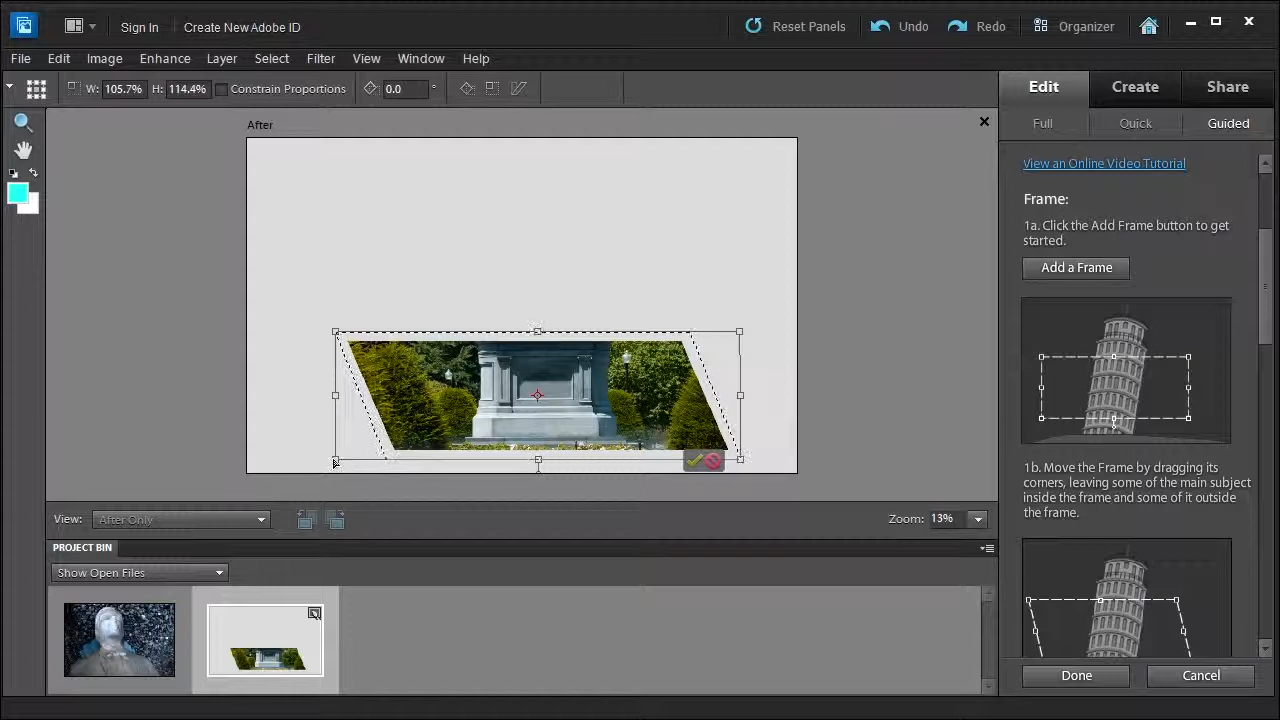 Sign In
Create New Adobe ID
Reset Panels
Undo
Redo
Organizer
File Edit Image Enhance Layer Select Filter View Window Help
W: 105.7% H: 114.4% Constrain Proportions 0.0 °
Edit Create Share
Full Quick Guided
After
View an Online Video Tutorial
Frame:
1a. Click the Add Frame button to get
started.
Add a Frame
1b. Move the Frame by dragging its
corners, leaving some of the main subject
inside the frame and some of it outside
the frame.
View: After Only
Zoom: 13%
PROJECT BIN
Show Open Files
Done
Cancel